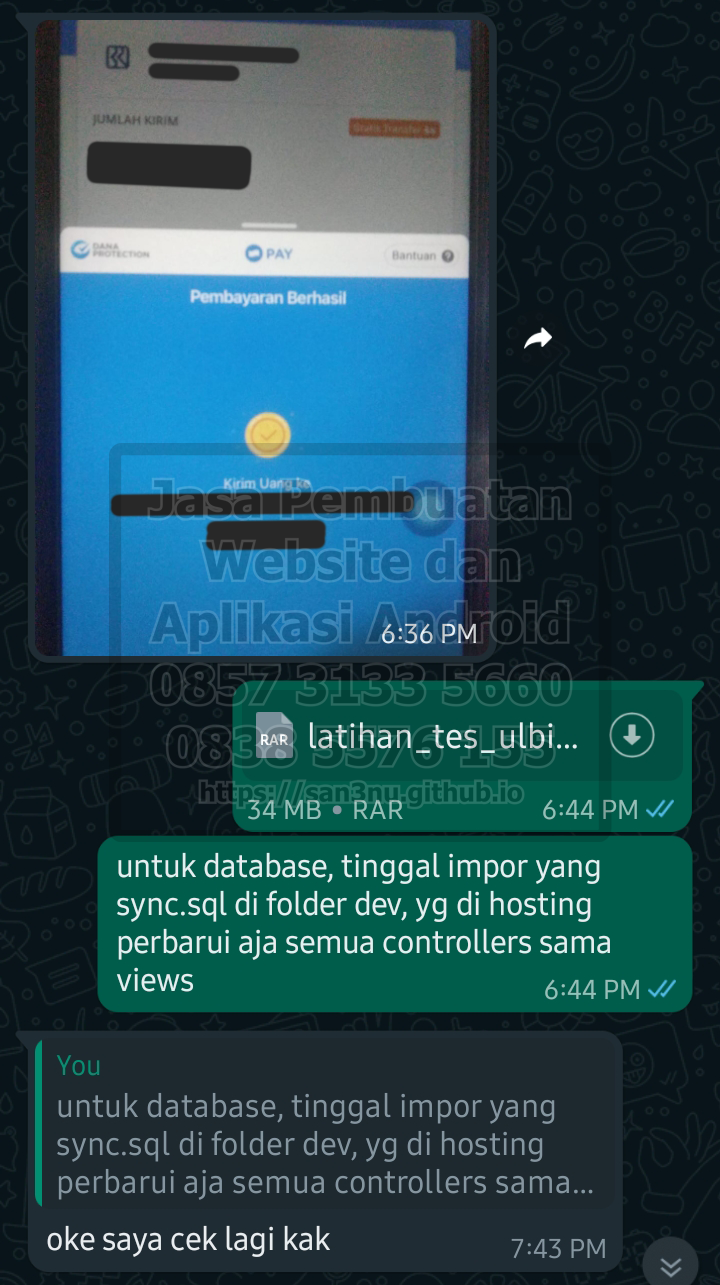 JUMLAH KIRIM
Gratis Transfer 4x
DANA
PROTECTION
PAY
Bantuan ?
Pembayaran Berhasil
Kirim Uang ke
6:36 PM
Jasa Pembuatan
Website dan
Aplikasi Android
0857 3133 5660
https://san3nu.github.io
RAR
latihan_tes_ulbi...
34 MB • RAR
6:44 PM
untuk database, tinggal impor yang
sync.sql di folder dev, yg di hosting
perbarui aja semua controllers sama
views
6:44 PM
You
untuk database, tinggal impor yang
sync.sql di folder dev, yg di hosting
perbarui aja semua controllers sama...
oke saya cek lagi kak
7:43 PM